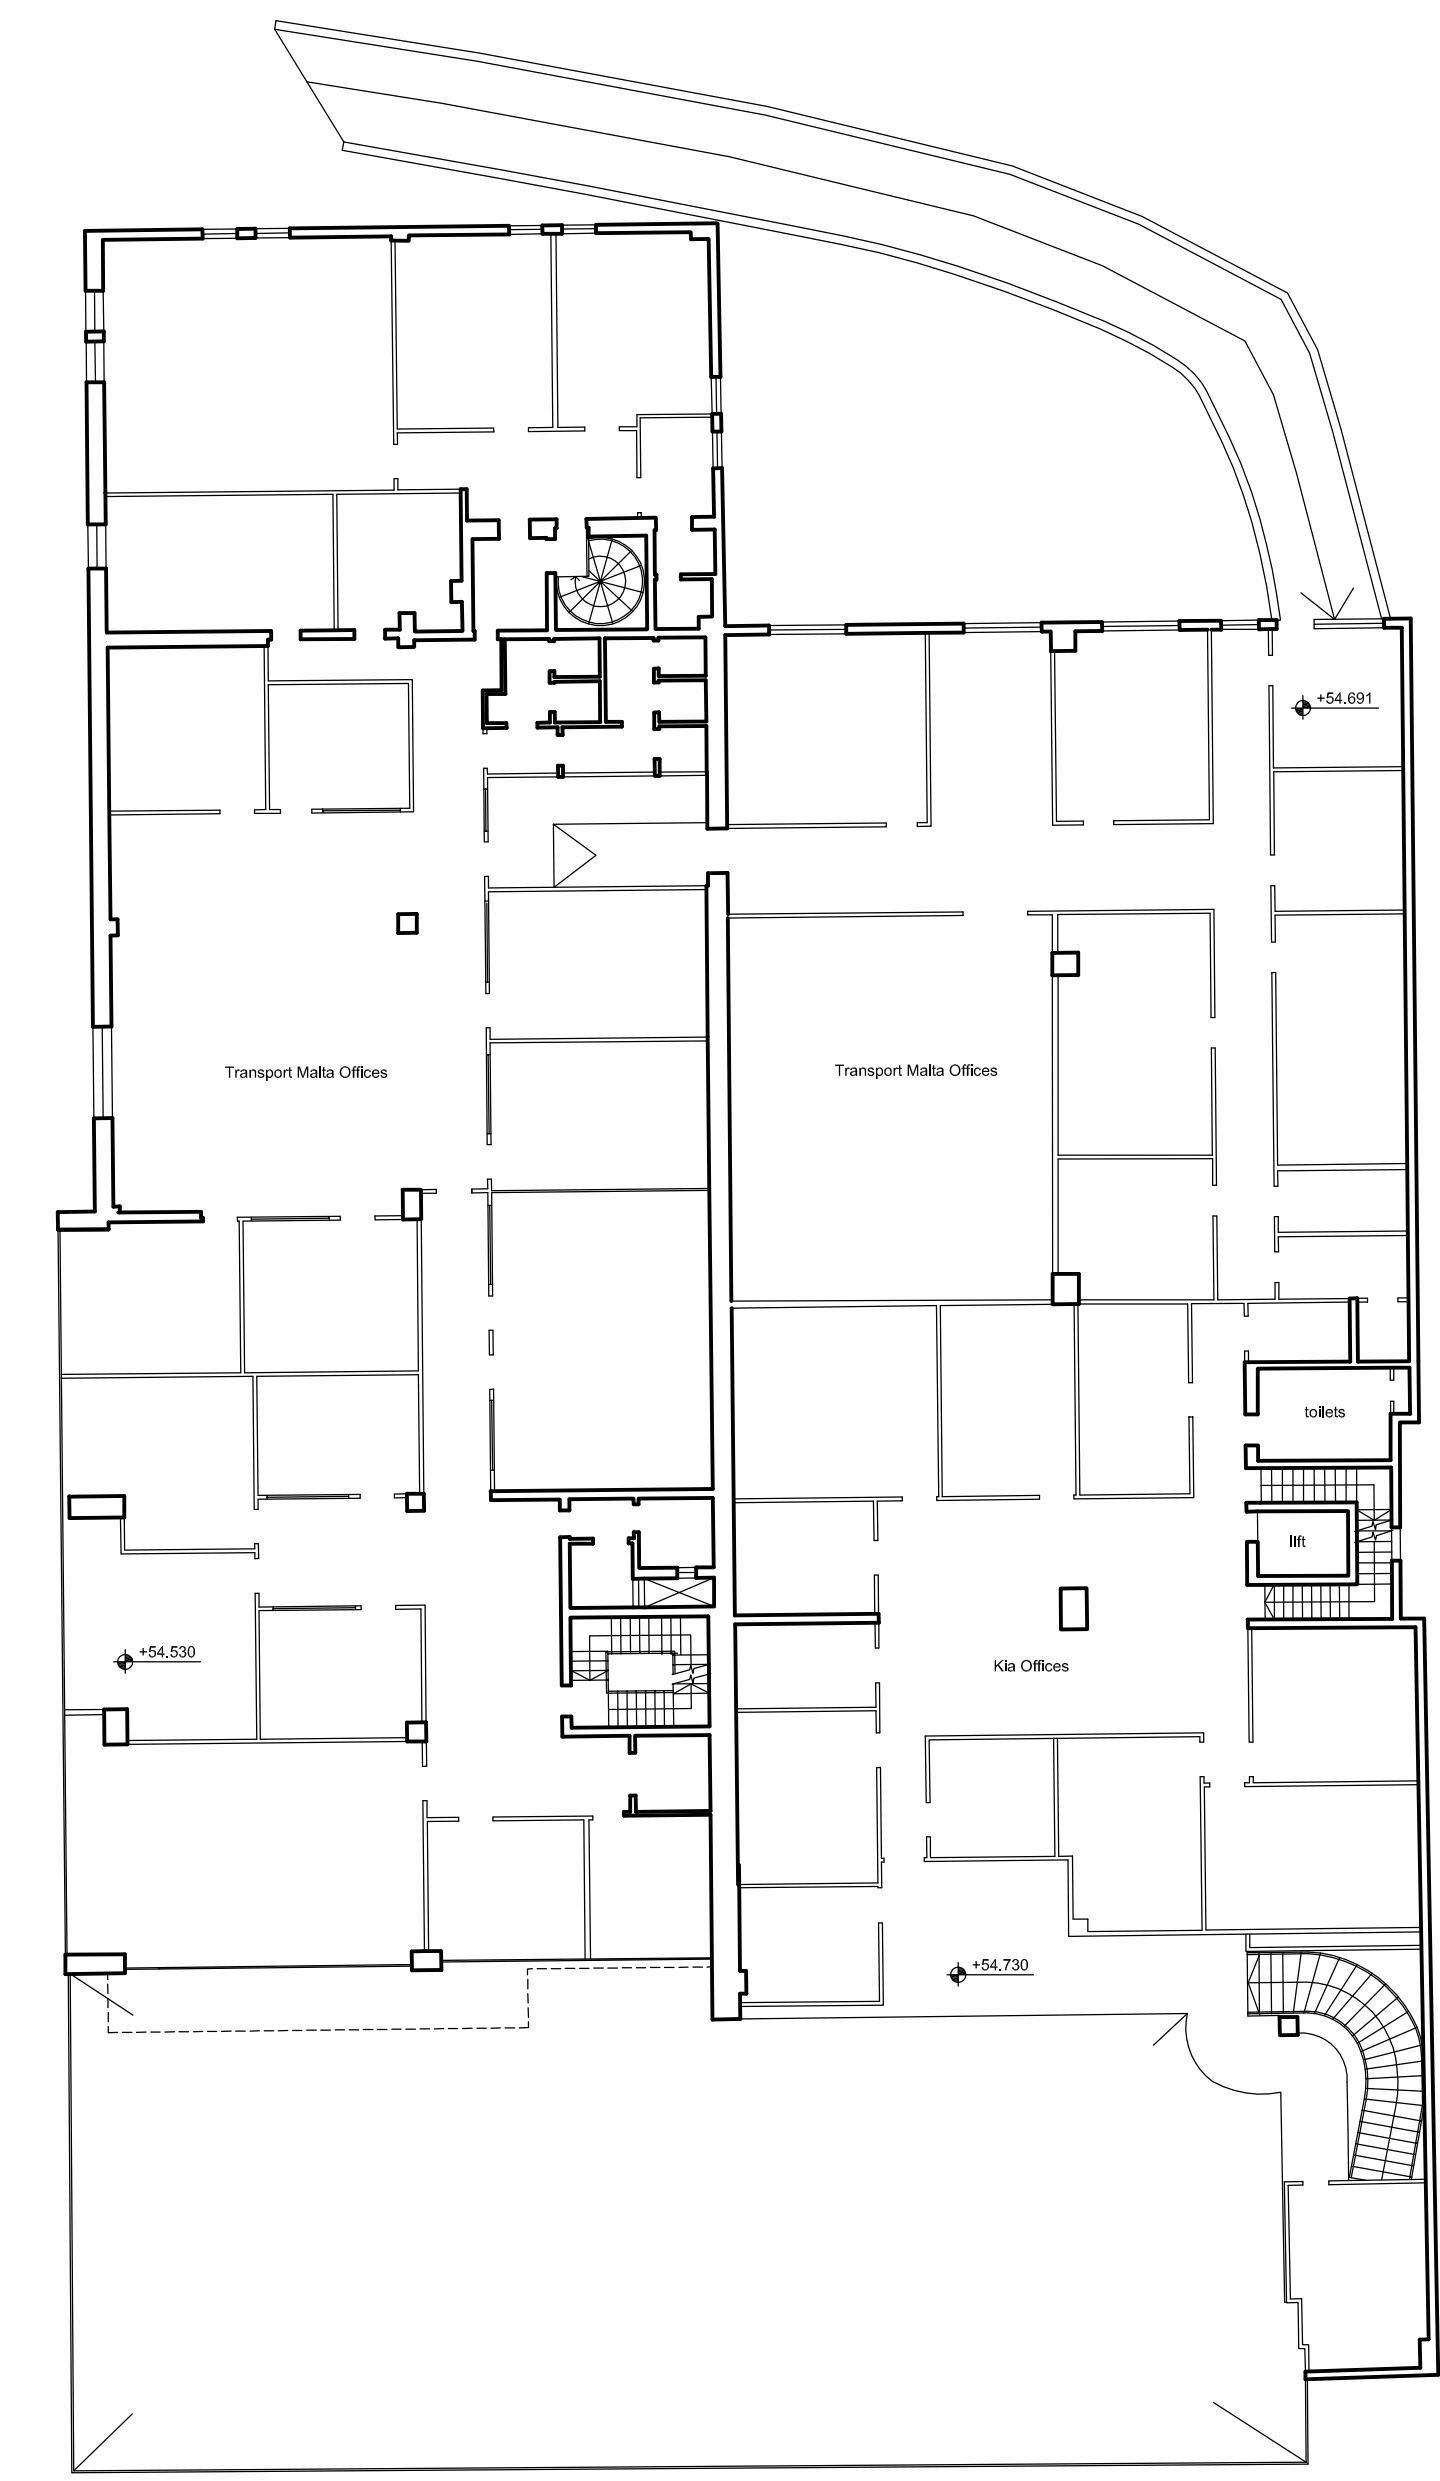 +54.691
Transport Malta Offices
Transport Malta Offices
toilets
lift
+54.530
Kia Offices
+54.730